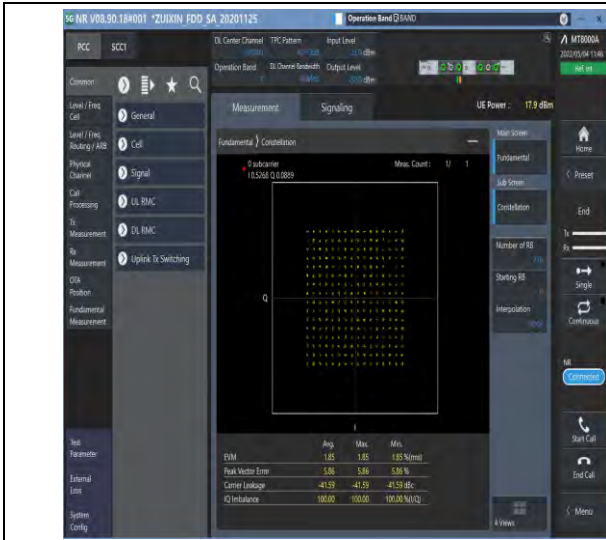 5G NR V08.90.18#001 *ZUIXIN_FDD_SA_20201125
Operation Band BAND
PCC
SCC1
DL Center Channel
TPC Pattern
Input Level
Operation Band
DL Channel Bandwidth
Output Level
MT8000A
2022/05/04 11:46
Ref. Int
Common
Level / Freq
Cell
Level / Freq
Routing / ARB
Physical
Channel
Call
Processing
Tx
Measurement
Rx
Measurement
OTA
Position
Fundamental
Measurement
Test
Parameter
External
Loss
System
Config
General
Cell
Signal
UL RMC
DL RMC
Uplink Tx Switching
Measurement
Signaling
UE Power : 17.9 dBm
Fundamental Constellation
0 subcarrier
Meas. Count : 1/ 1
I 0.5268 Q 0.0889
Q
I
Avg. Max. Min.
EVM 1.85 1.85 1.85 %(rms)
Peak Vector Error 5.86 5.86 5.86 %
Carrier Leakage -41.59 -41.59 -41.59 dBc
IQ Imbalance 100.00 100.00 100.00 %(I/Q)
Main Screen
Fundamental
Sub Screen
Constellation
Number of RB
Starting RB
Interpolation
4 Views
Home
Preset
End
Tx
Rx
Single
Continuous
NR
Connected
Start Call
End Call
Menu